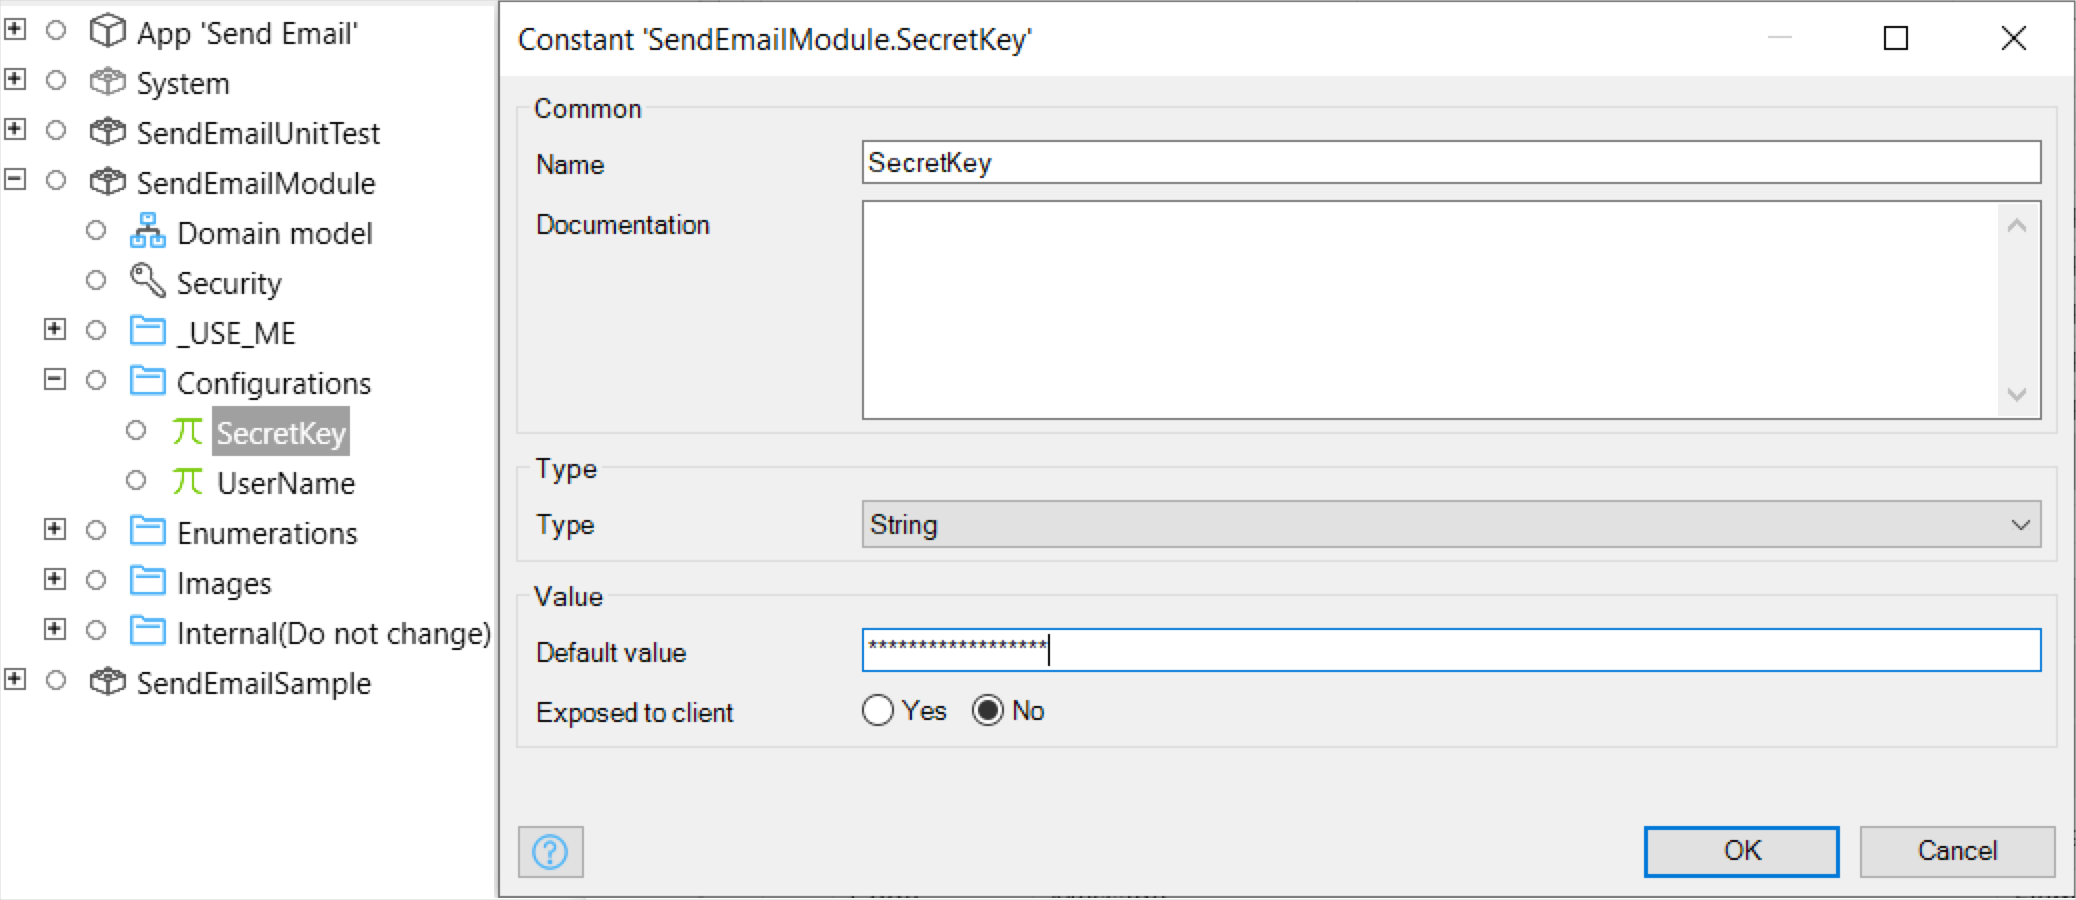 App 'Send Email'
System
SendEmailUnitTest
SendEmailModule
Domain model
Security
_USE_ME
Configurations
SecretKey
UserName
Enumerations
Images
Internal(Do not change)
SendEmailSample
Constant 'SendEmailModule.SecretKey'
Common
Name SecretKey
Documentation
Type
Type String
Value
Default value ******************
Exposed to client Yes No
? OK Cancel